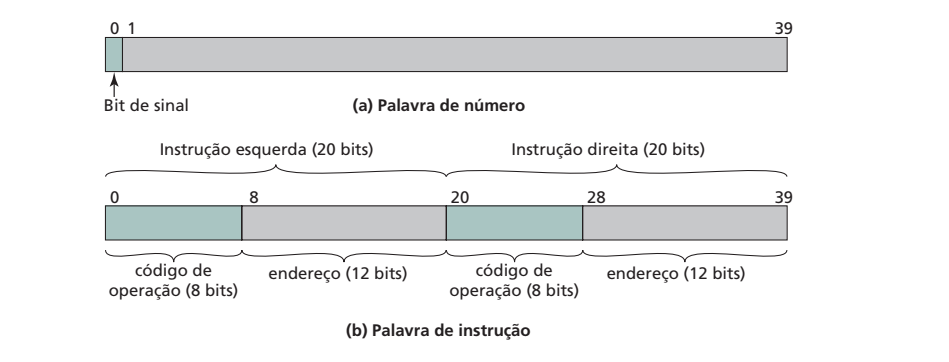 0 1 39
Bit de sinal
(a) Palavra de número
Instrução esquerda (20 bits) Instrução direita (20 bits)
0 8 20 28 39
código de operação (8 bits)
endereço (12 bits)
código de operação (8 bits)
endereço (12 bits)
(b) Palavra de instrução